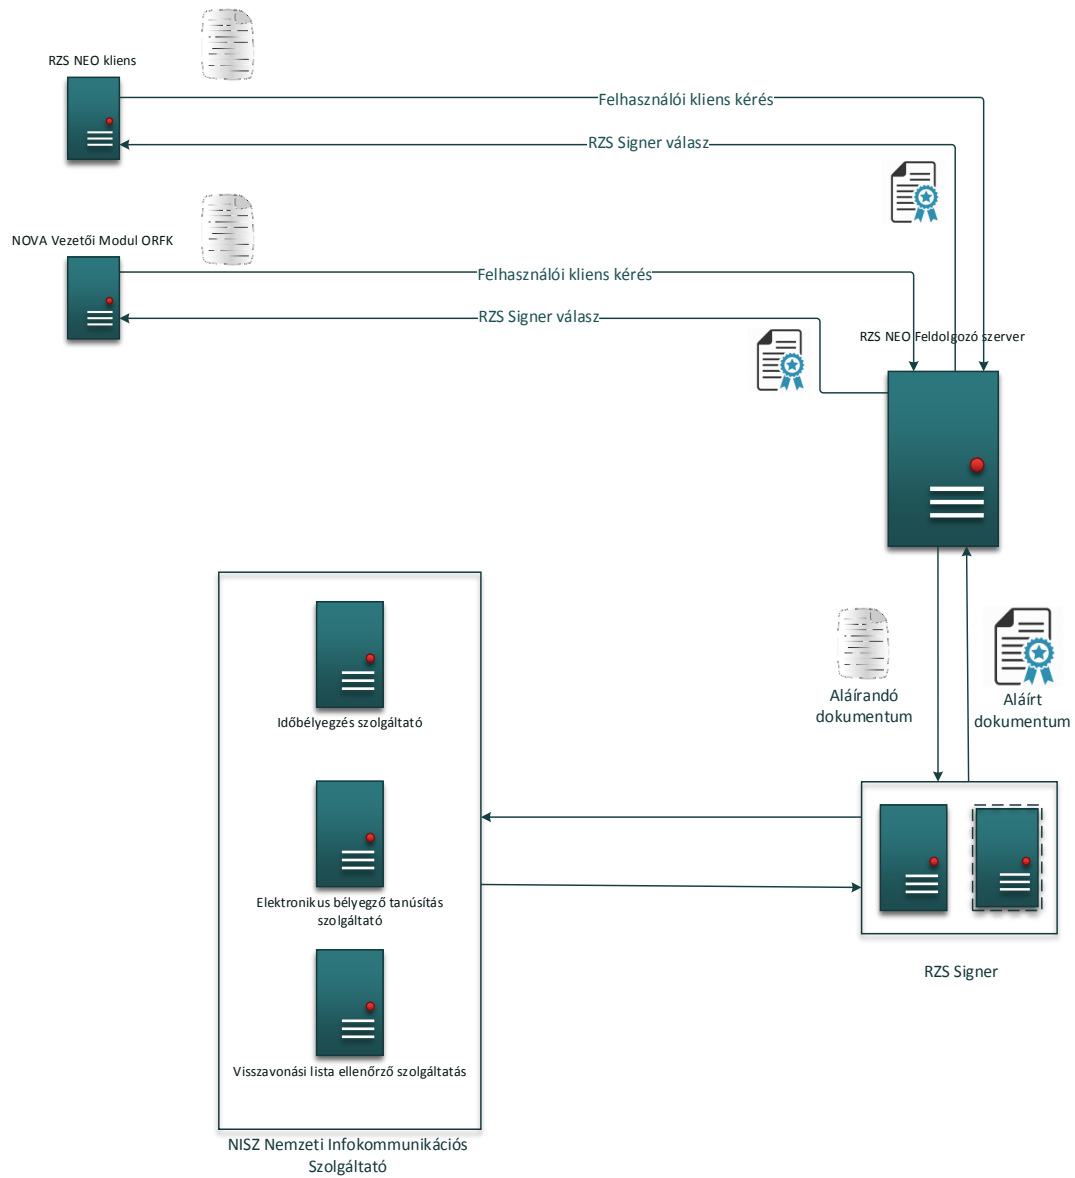 RZS NEO kliens
Felhasználói kliens kérés
RZS Signer válasz
NOVA Vezetői Modul ORFK
Felhasználói kliens kérés
RZS Signer válasz
RZS NEO Feldolgozó szerver
Aláírandó
dokumentum
Aláírt
dokumentum
Időbélyegzés szolgáltató
Elektronikus bélyegző tanúsítás
szolgáltató
RZS Signer
Visszavonási lista ellenőrző szolgáltatás
NISZ Nemzeti Infokommunikációs
Szolgáltató